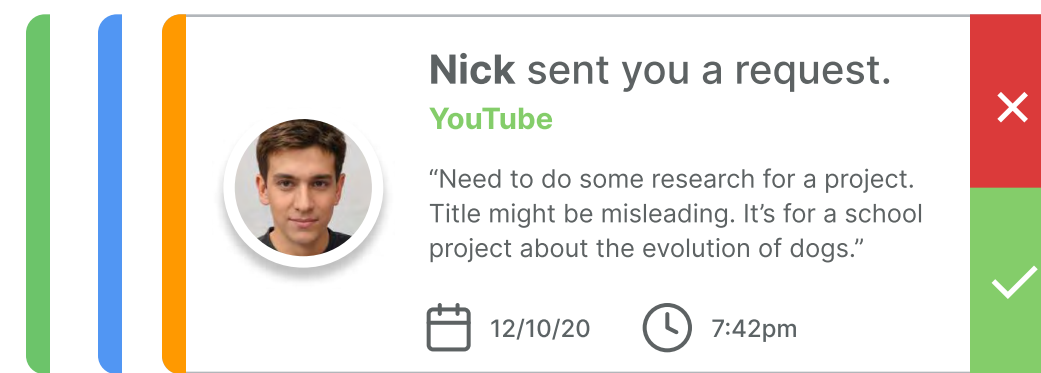 Nick sent you a request.
YouTube
“Need to do some research for a project.
Title might be misleading. It’s for a school
project about the evolution of dogs.”
12/10/20 7:42pm